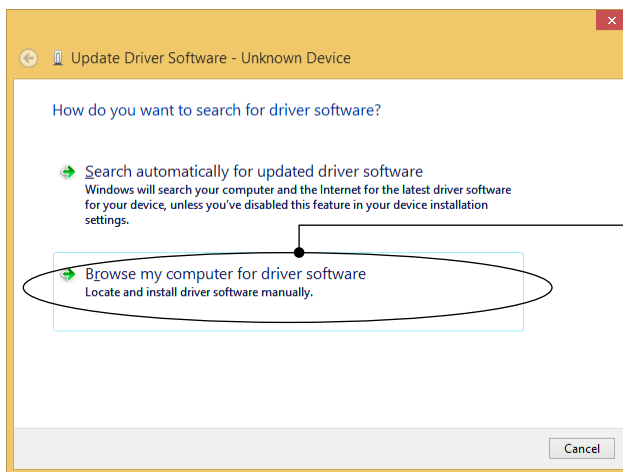 Update Driver Software - Unknown Device
How do you want to search for driver software?
Search automatically for updated driver software
Windows will search your computer and the Internet for the latest driver software
for your device, unless you've disabled this feature in your device installation
settings.
Browse my computer for driver software
Locate and install driver software manually.
Cancel